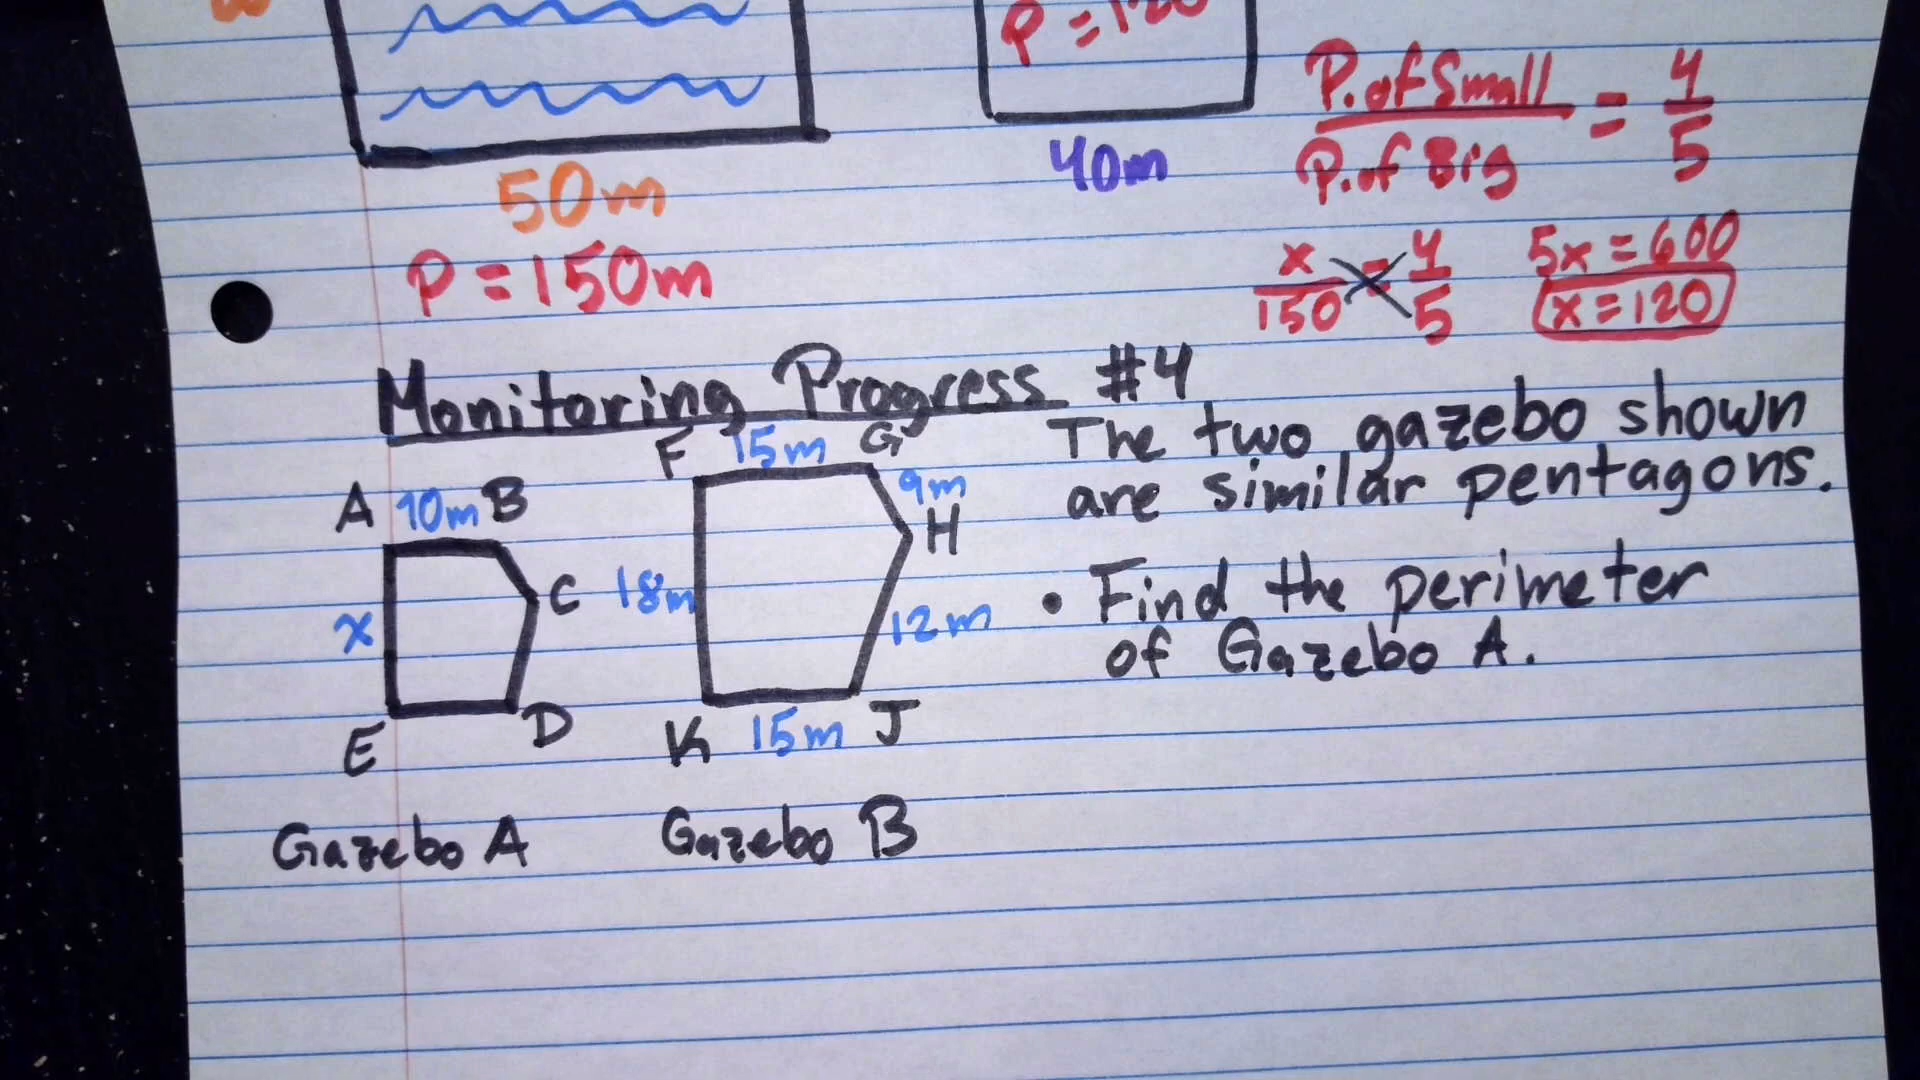 P = 120
P. of Small
P. of Big
= 4/5
50m
40m
P = 150m
x/150 = 4/5
5x = 600
x = 120
Monitoring Progress #4
The two gazebo shown
are similar pentagons.
F 15m G
9m
H
A 10m B
C
x
18m
12m
• Find the perimeter
of Gazebo A.
E
D
K 15m J
Gazebo A
Gazebo B